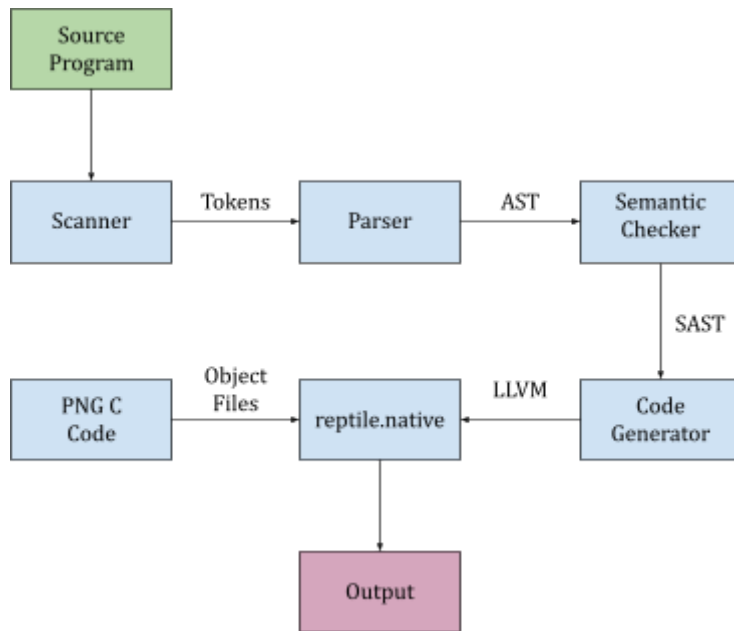 Source
Program
Tokens
AST
Scanner
Parser
Semantic
Checker
SAST
Object
Files
LLVM
PNG C
Code
reptile.native
Code
Generator
Output